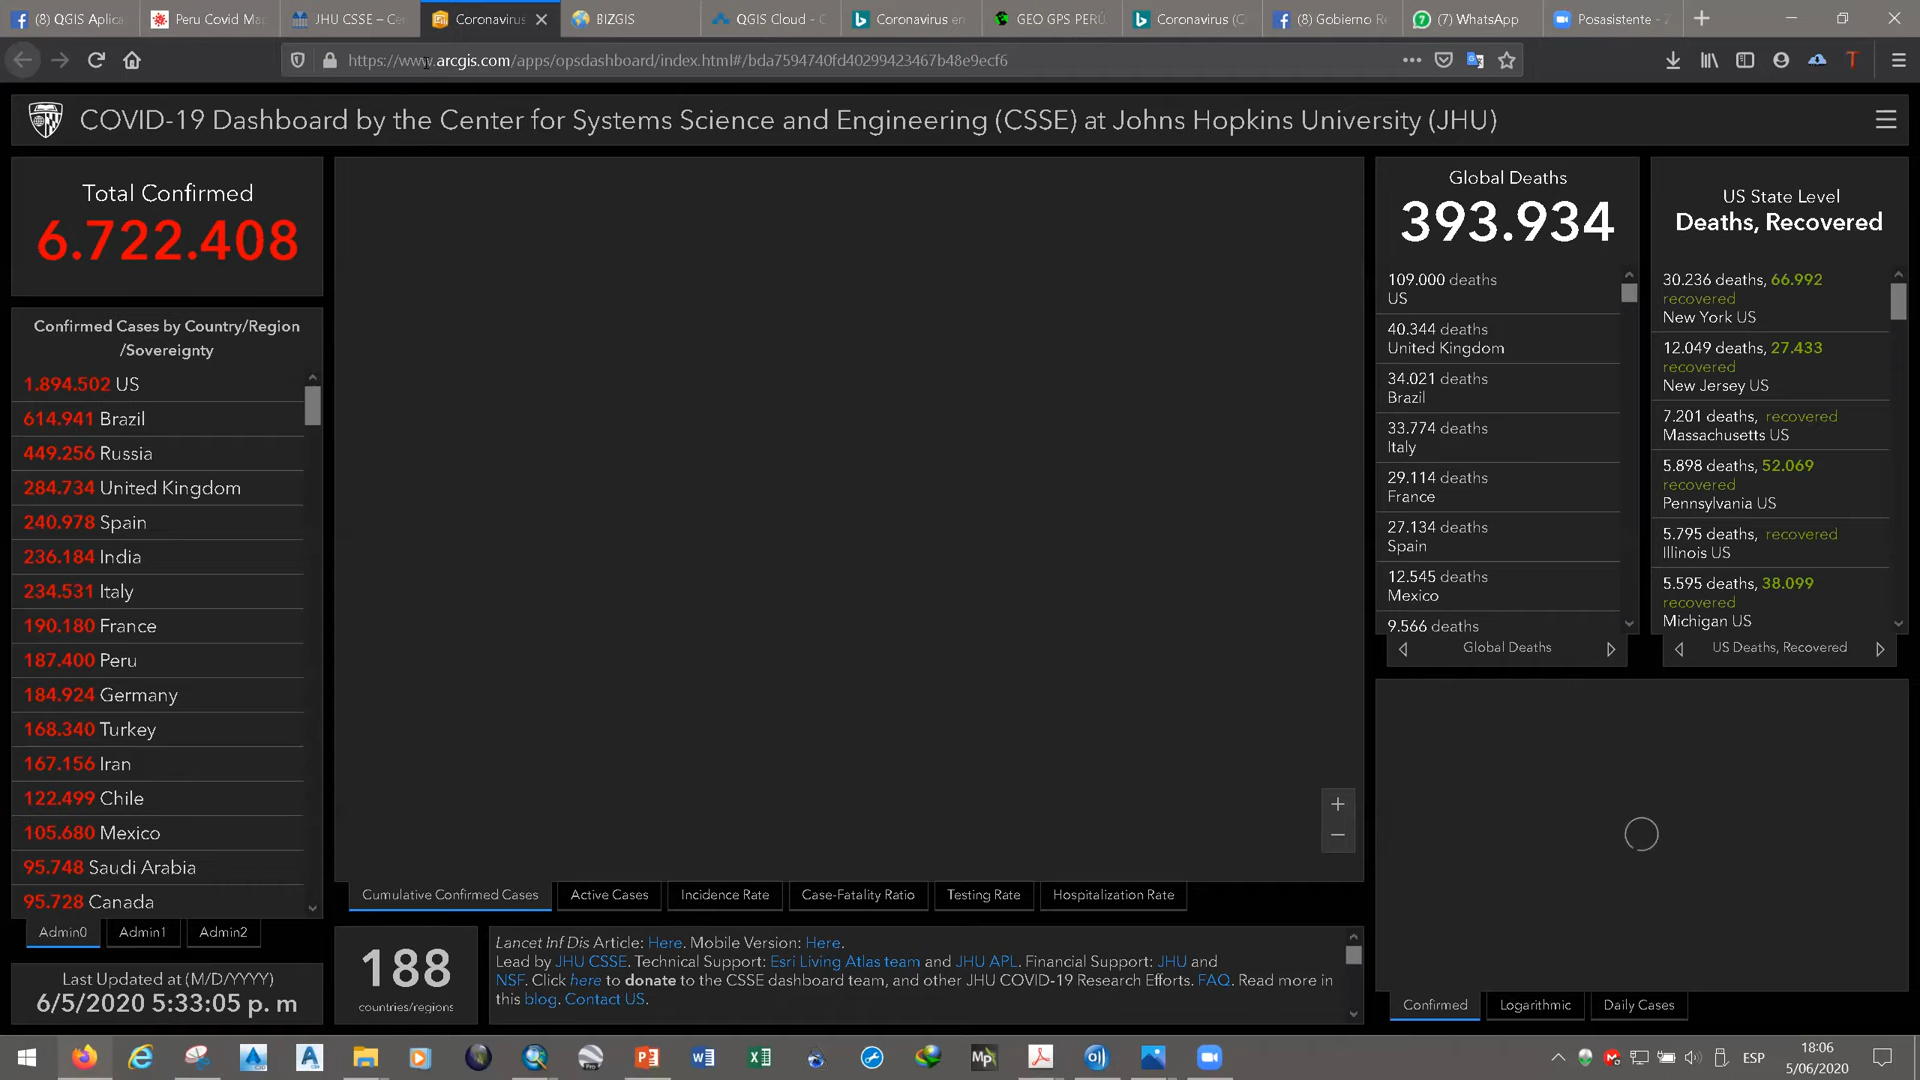 (8) QGIS Aplica
Peru Covid Ma
JHU CSSE – Ce
Coronavirus
BIZGIS
QGIS Cloud - C
Coronavirus en
GEO GPS PERÚ
Coronavirus (C
(8) Gobierno Re
(7) WhatsApp
Posasistente - Z
https://www.arcgis.com/apps/opsdashboard/index.html#/bda7594740fd40299423467b48e9ecf6
COVID-19 Dashboard by the Center for Systems Science and Engineering (CSSE) at Johns Hopkins University (JHU)
Total Confirmed
6.722.408
Confirmed Cases by Country/Region
/Sovereignty
1.894.502 US
614.941 Brazil
449.256 Russia
284.734 United Kingdom
240.978 Spain
236.184 India
234.531 Italy
190.180 France
187.400 Peru
184.924 Germany
168.340 Turkey
167.156 Iran
122.499 Chile
105.680 Mexico
95.748 Saudi Arabia
95.728 Canada
Admin0
Admin1
Admin2
Last Updated at (M/D/YYYY)
6/5/2020 5:33:05 p. m
Cumulative Confirmed Cases
Active Cases
Incidence Rate
Case-Fatality Ratio
Testing Rate
Hospitalization Rate
188
countries/regions
Lancet Inf Dis Article: Here. Mobile Version: Here.
Lead by JHU CSSE. Technical Support: Esri Living Atlas team and JHU APL. Financial Support: JHU and
NSF. Click here to donate to the CSSE dashboard team, and other JHU COVID-19 Research Efforts. FAQ. Read more in
this blog. Contact US.
Global Deaths
393.934
109.000 deaths
US
40.344 deaths
United Kingdom
34.021 deaths
Brazil
33.774 deaths
Italy
29.114 deaths
France
27.134 deaths
Spain
12.545 deaths
Mexico
9.566 deaths
Global Deaths
US State Level
Deaths, Recovered
30.236 deaths, 66.992
recovered
New York US
12.049 deaths, 27.433
recovered
New Jersey US
7.201 deaths, recovered
Massachusetts US
5.898 deaths, 52.069
recovered
Pennsylvania US
5.795 deaths, recovered
Illinois US
5.595 deaths, 38.099
recovered
Michigan US
US Deaths, Recovered
Confirmed
Logarithmic
Daily Cases
ESP
18:06
5/06/2020